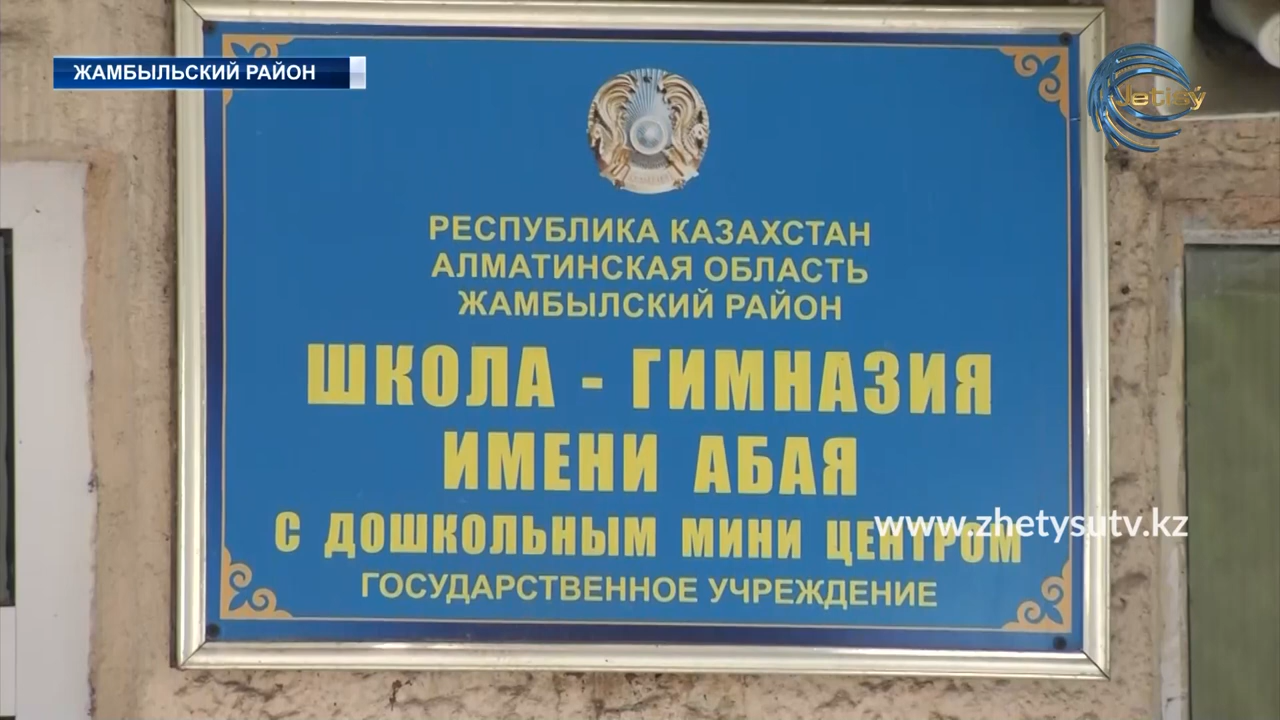 ЖАМБЫЛЬСКИЙ РАЙОН
Jetisý
РЕСПУБЛИКА КАЗАХСТАН
АЛМАТИНСКАЯ ОБЛАСТЬ
ЖАМБЫЛСКИЙ РАЙОН
ШКОЛА - ГИМНАЗИЯ
ИМЕНИ АБАЯ
С ДОШКОЛЬНЫМ МИНИ ЦЕНТРОМ
www.zhetysutv.kz
ГОСУДАРСТВЕННОЕ УЧРЕЖДЕНИЕ